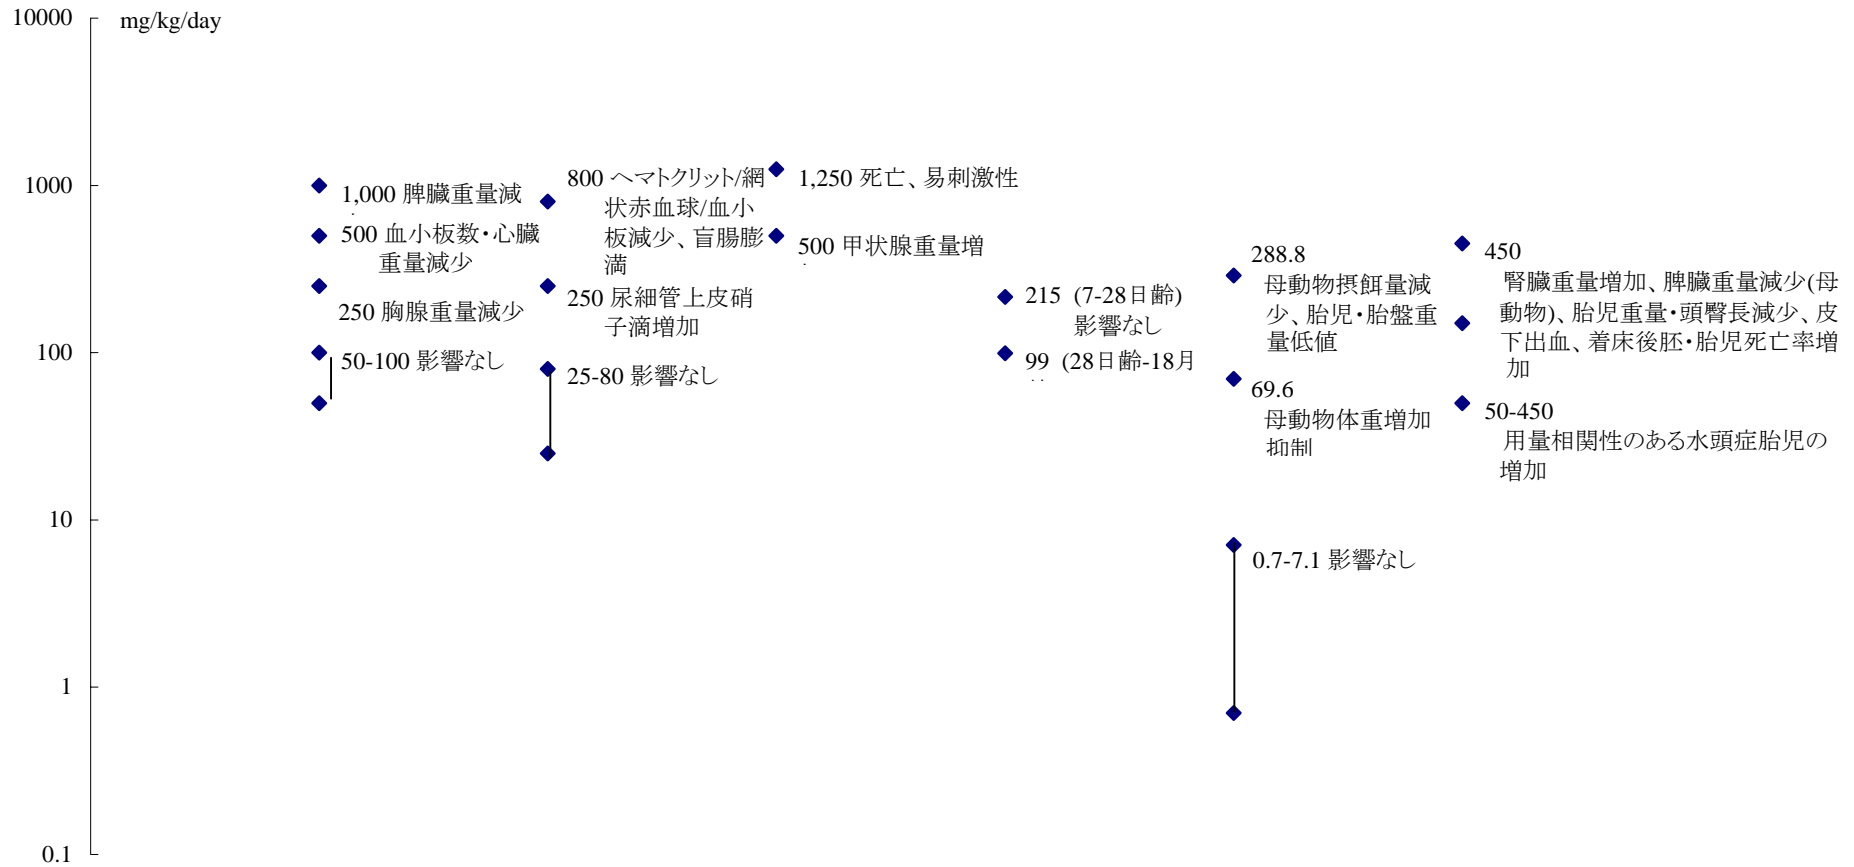 10000
mg/kg/day
1000
100
10
1
0.1
1,000 脾臓重量減
500 血小板数・心臓
重量減少
250 胸腺重量減少
50-100 影響なし
800 ヘマトクリット/網
状赤血球/血小
板減少、盲腸膨
満
250 尿細管上皮硝
子滴増加
25-80 影響なし
1,250 死亡、易刺激性
500 甲状腺重量増
215 (7-28日齢)
影響なし
99 (28日齢-18月
288.8
母動物摂餌量減
少、胎児・胎盤重
量低値
69.6
母動物体重増加
抑制
0.7-7.1 影響なし
450
腎臓重量増加、脾臓重量減少(母
動物)、胎児重量・頭臀長減少、皮
下出血、着床後胚・胎児死亡率増
加
50-450
用量相関性のある水頭症胎児の
増加